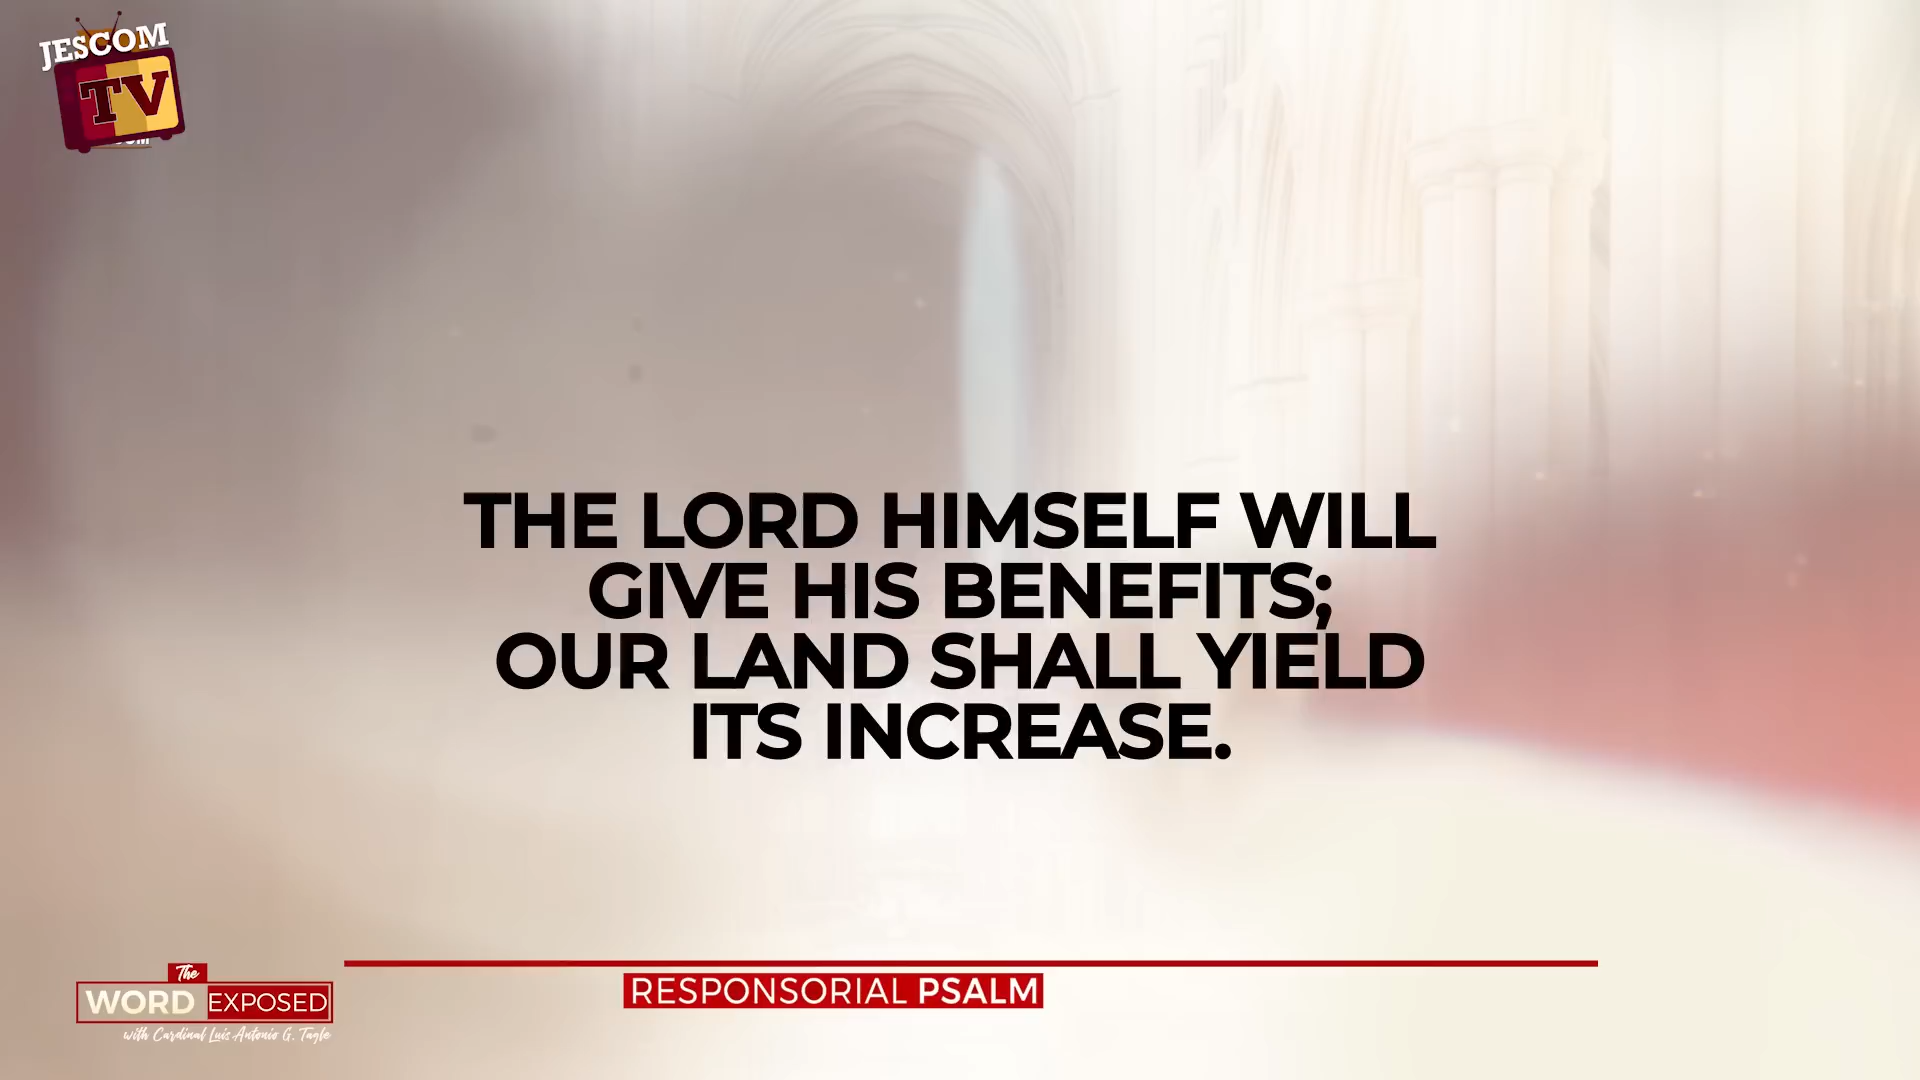 JESCOM
TV
THE LORD HIMSELF WILL
GIVE HIS BENEFITS;
OUR LAND SHALL YIELD
ITS INCREASE.
The
WORD EXPOSED
with Cardinal Luis Antonio G. Tagle
RESPONSORIAL PSALM